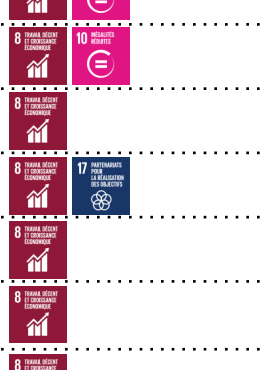 8 TRAVAIL DÉCENT
ET CROISSANCE
ÉCONOMIQUE
10 INÉGALITÉS
RÉDUITES
8 TRAVAIL DÉCENT
ET CROISSANCE
ÉCONOMIQUE
8 TRAVAIL DÉCENT
ET CROISSANCE
ÉCONOMIQUE
17 PARTENARIATS
POUR
LA RÉALISATION
DES OBJECTIFS
8 TRAVAIL DÉCENT
ET CROISSANCE
ÉCONOMIQUE
8 TRAVAIL DÉCENT
ET CROISSANCE
ÉCONOMIQUE
8 TRAVAIL DÉCENT
ET CROISSANCE